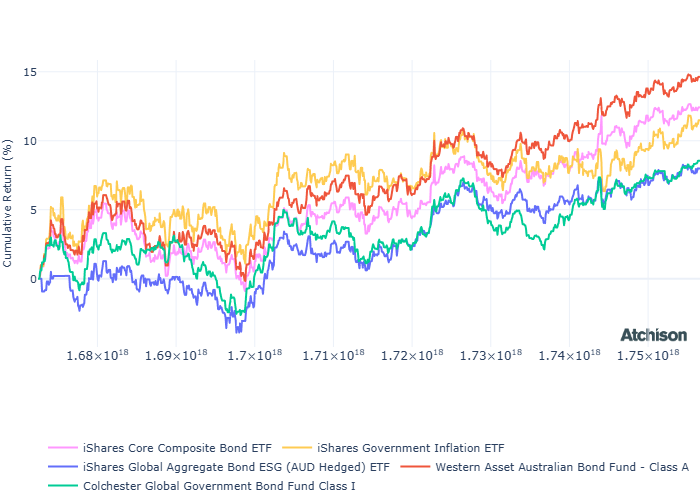 15
10
5
0
Cumulative Return (%)
Atchison
1.68×10¹⁸ 1.69×10¹⁸ 1.7×10¹⁸ 1.71×10¹⁸ 1.72×10¹⁸ 1.73×10¹⁸ 1.74×10¹⁸ 1.75×10¹⁸
iShares Core Composite Bond ETF iShares Government Inflation ETF
iShares Global Aggregate Bond ESG (AUD Hedged) ETF Western Asset Australian Bond Fund - Class A
Colchester Global Government Bond Fund Class I